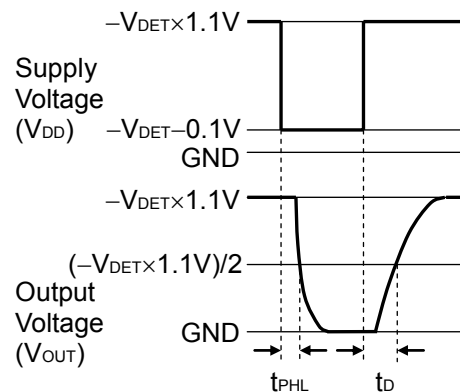 −VDET×1.1V
Supply
Voltage
(VDD)
−VDET−0.1V
GND
−VDET×1.1V
(−VDET×1.1V)/2
Output
Voltage
(VOUT)
GND
tPHL
tD